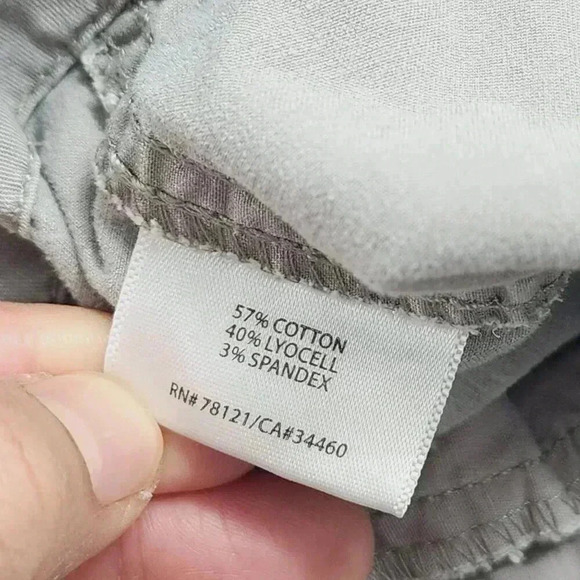 57% COTTON
40% LYOCELL
3% SPANDEX
RN# 78121/CA#34460